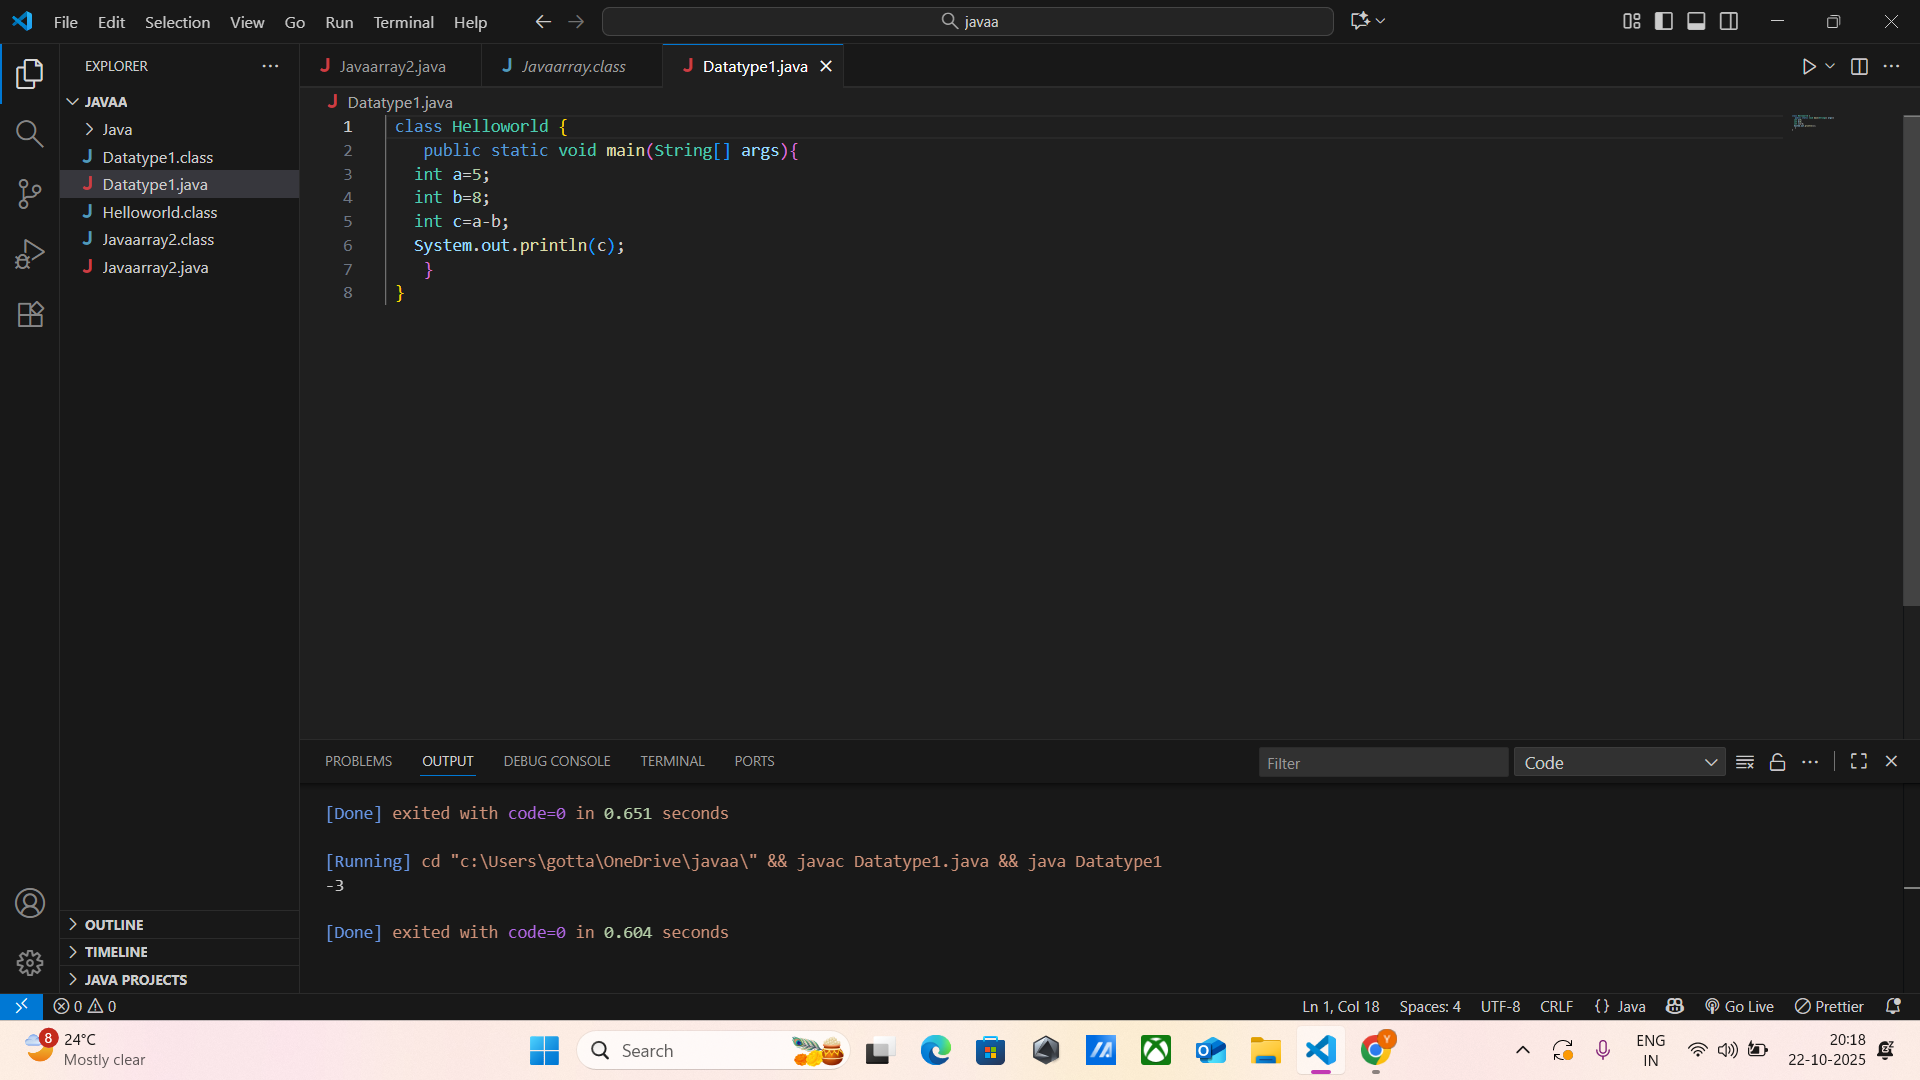 File Edit Selection View Go Run Terminal Help
javaa
EXPLORER
JAVAA
Java
Datatype1.class
Datatype1.java
Helloworld.class
Javaarray2.class
Javaarray2.java
OUTLINE
TIMELINE
JAVA PROJECTS
Javaarray2.java
Javaarray.class
Datatype1.java
Datatype1.java
1 class Helloworld {
2 public static void main(String[] args){
3 int a=5;
4 int b=8;
5 int c=a-b;
6 System.out.println(c);
7 }
8 }
PROBLEMS OUTPUT DEBUG CONSOLE TERMINAL PORTS
Filter
Code
[Done] exited with code=0 in 0.651 seconds
[Running] cd "c:\Users\gotta\OneDrive\javaa\" && javac Datatype1.java && java Datatype1
-3
[Done] exited with code=0 in 0.604 seconds
0 0
Ln 1, Col 18 Spaces: 4 UTF-8 CRLF {} Java Go Live Prettier
8
24°C
Mostly clear
Search
Y
ENG
IN
20:18
22-10-2025